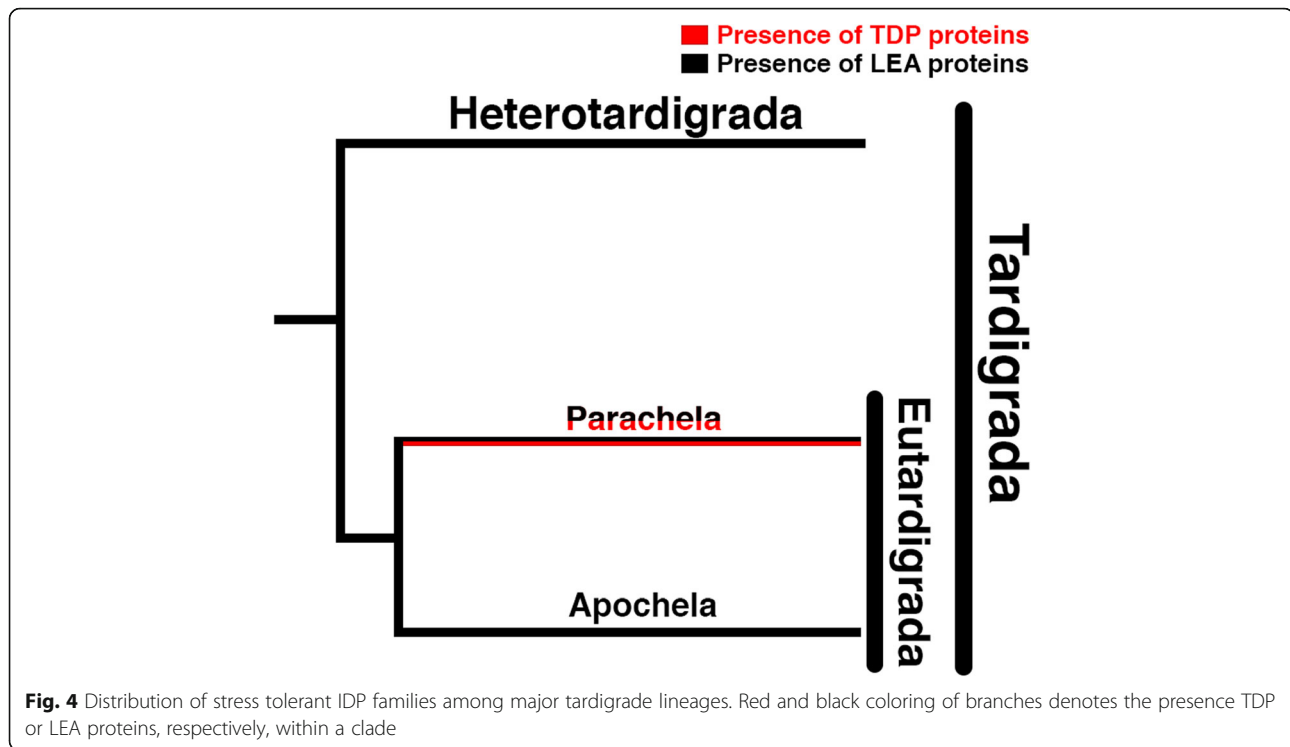 Presence of TDP proteins
Presence of LEA proteins
Heterotardigrada
Tardigrada
Parachela
Eutardigrada
Apochela
Fig. 4 Distribution of stress tolerant IDP families among major tardigrade lineages. Red and black coloring of branches denotes the presence TDP
or LEA proteins, respectively, within a clade